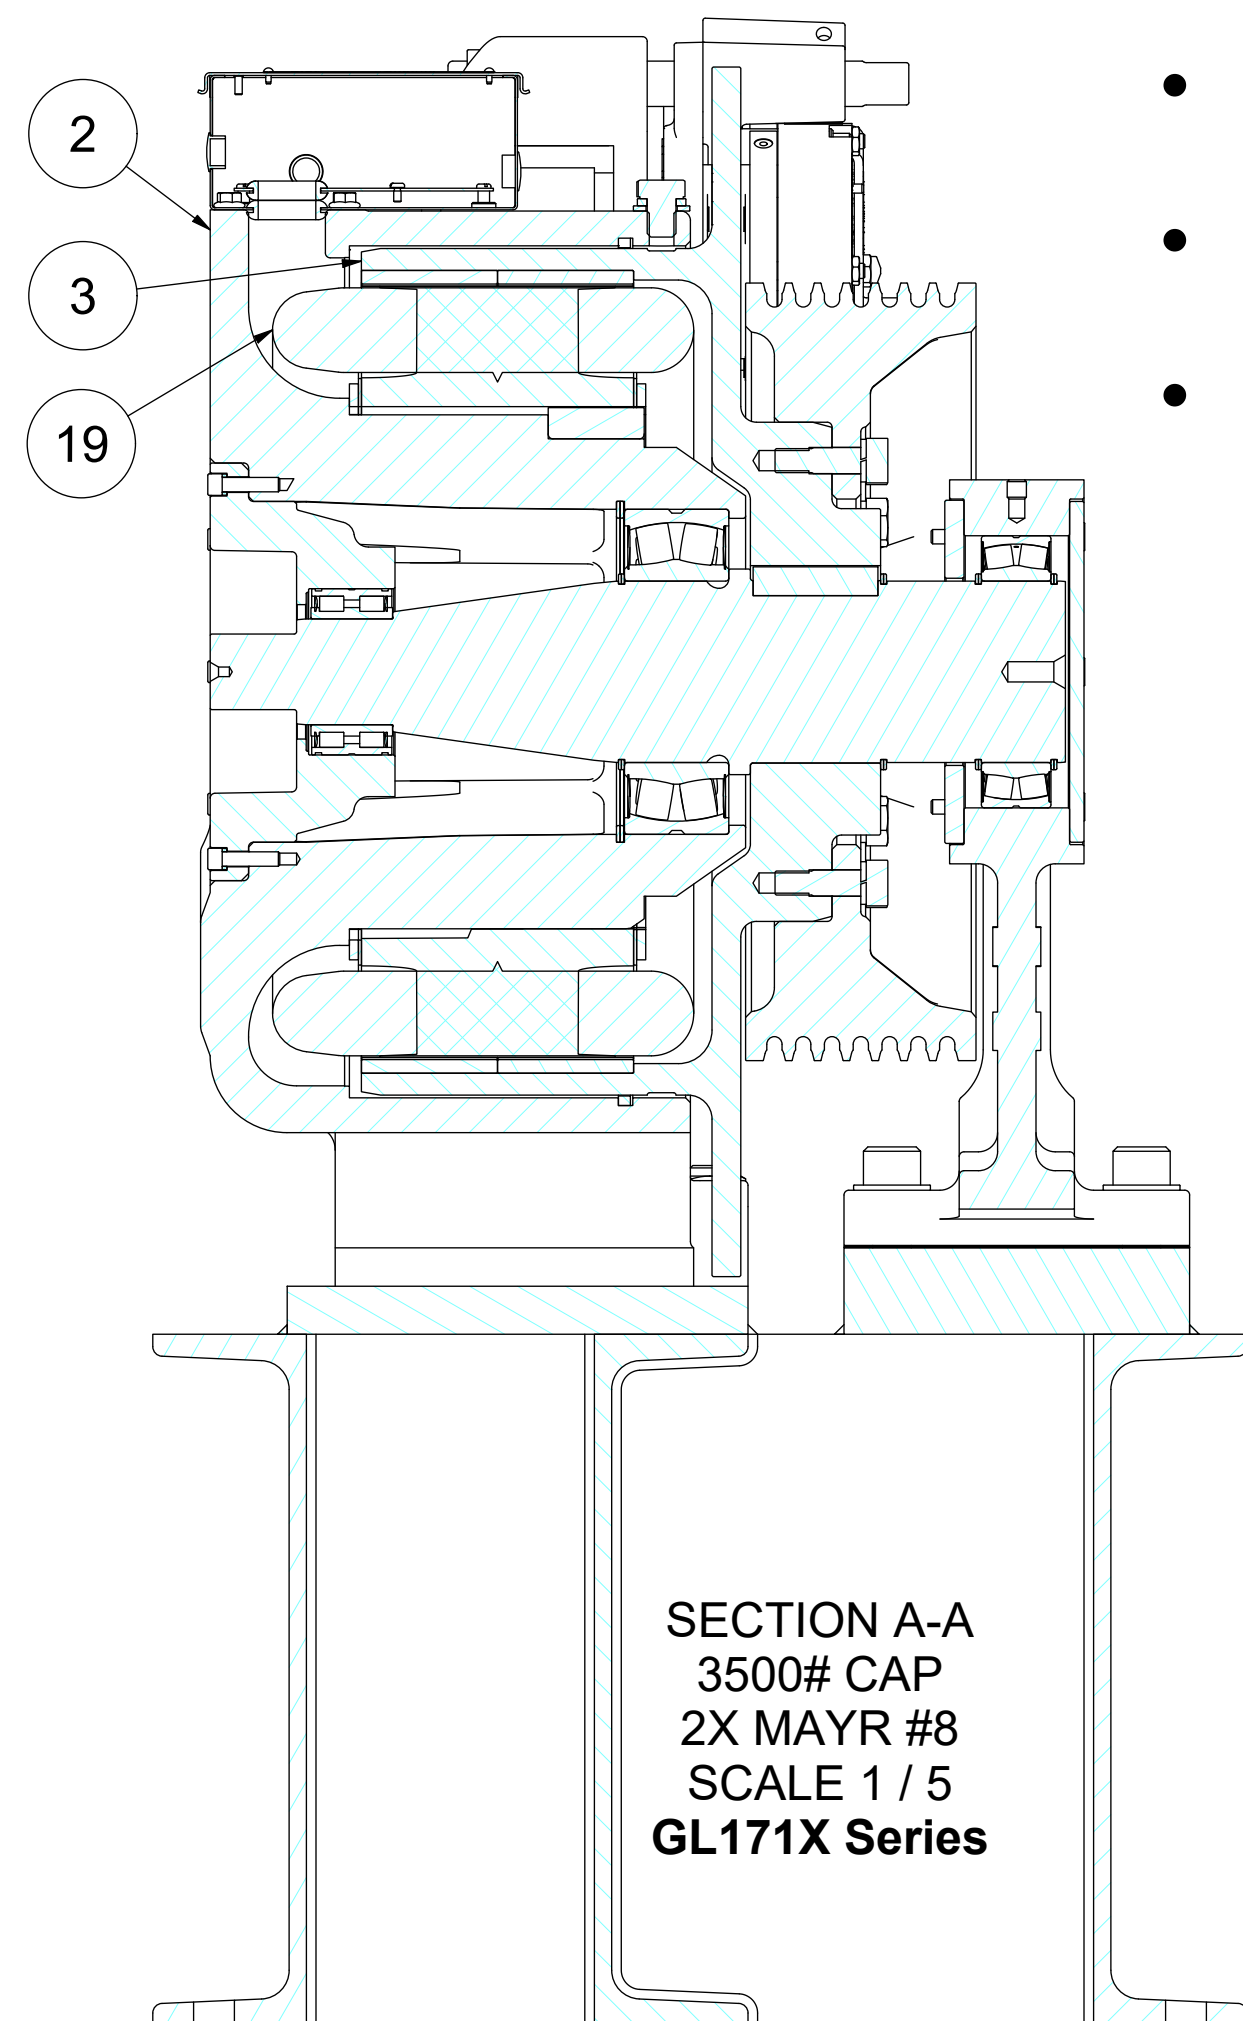 2
3
19
SECTION A-A
3500# CAP
2X MAYR #8
SCALE 1 / 5
GL171X Series